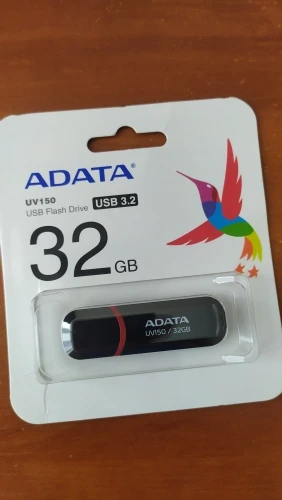 ADATA®
UV150
USB Flash Drive USB 3.2
32 GB
ADATA
UV150 / 32GB